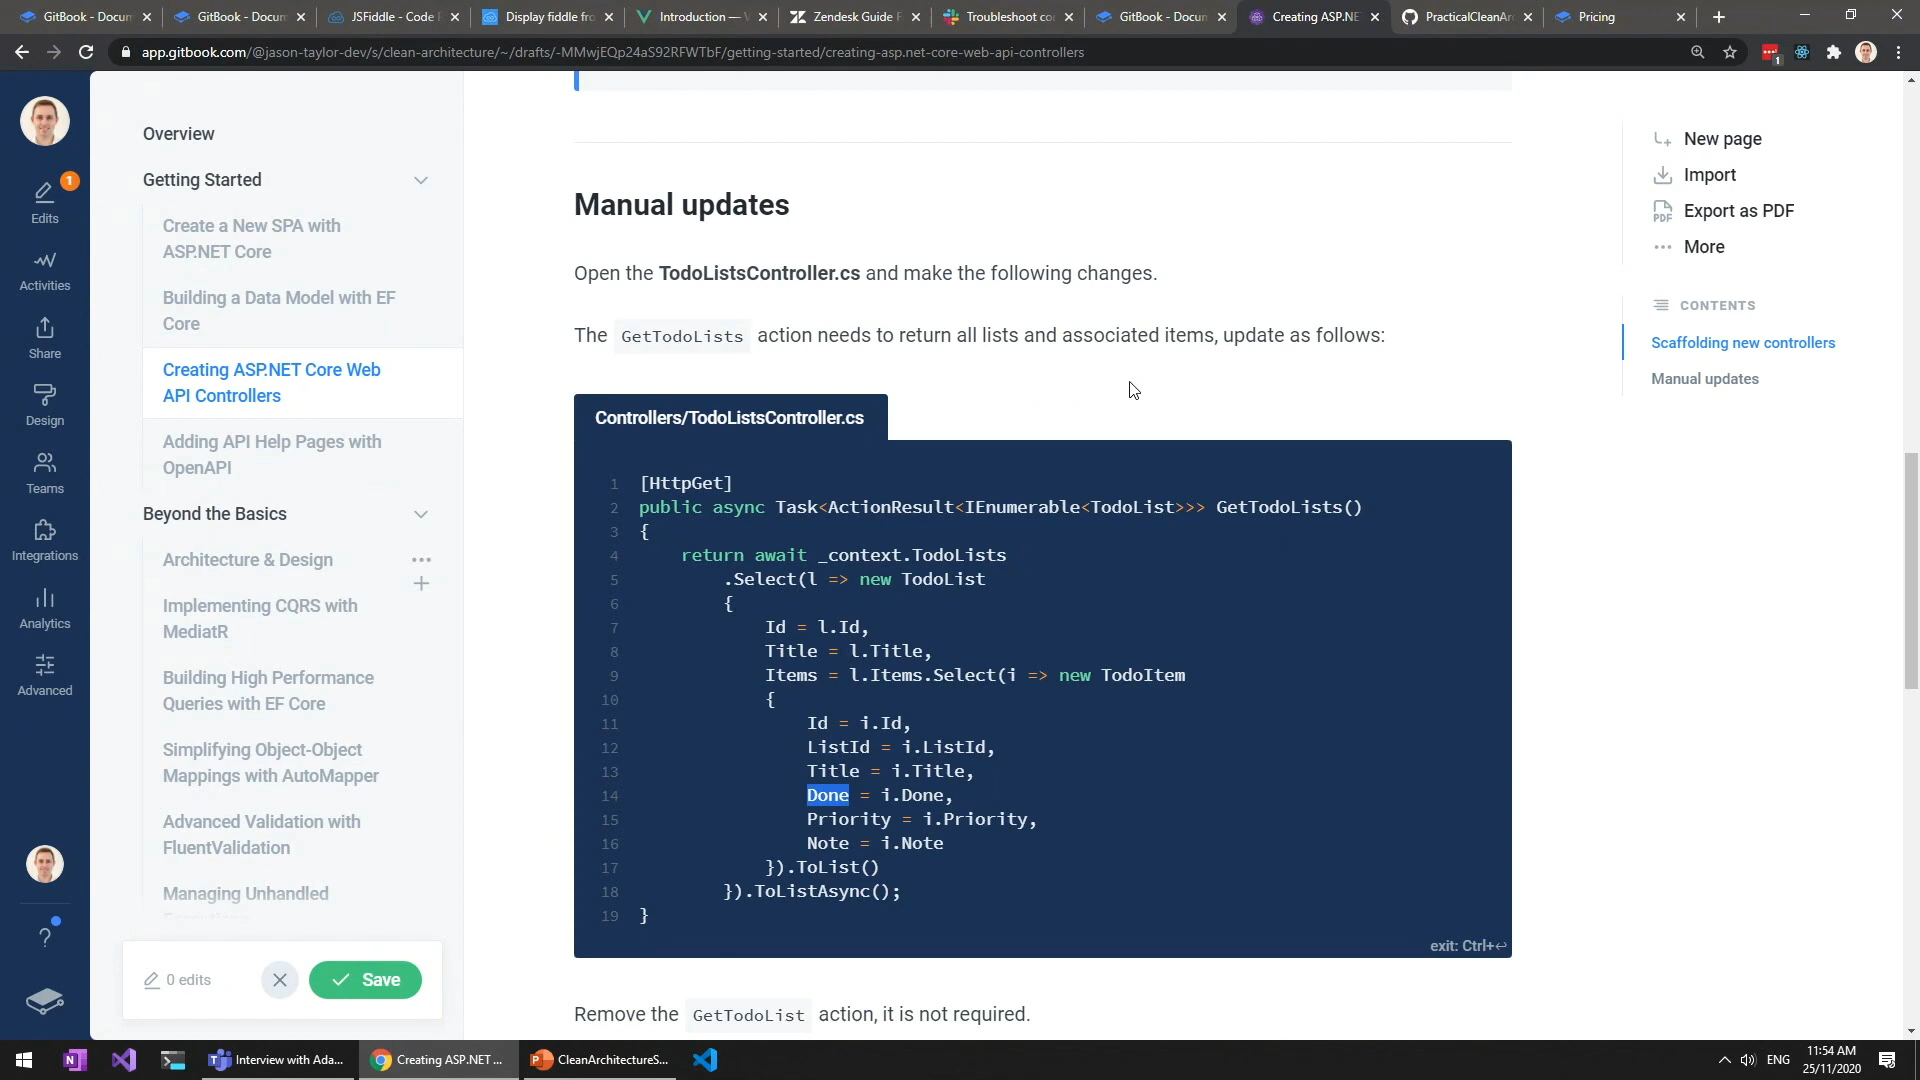 GitBook - Docum
GitBook - Docum
JSFiddle - Code
Display fiddle fro
Introduction —
Zendesk Guide
Troubleshoot co
GitBook - Docum
Creating ASP.NE
PracticalCleanAr
Pricing
app.gitbook.com/@jason-taylor-dev/s/clean-architecture/~/drafts/-MMwjEQp24aS92RFWTbF/getting-started/creating-asp.net-core-web-api-controllers
1
1
Edits
Activities
Share
Design
Teams
Integrations
Analytics
Advanced
?
Overview
Getting Started
Create a New SPA with
ASP.NET Core
Building a Data Model with EF
Core
Creating ASP.NET Core Web
API Controllers
Adding API Help Pages with
OpenAPI
Beyond the Basics
Architecture & Design
Implementing CQRS with
MediatR
Building High Performance
Queries with EF Core
Simplifying Object-Object
Mappings with AutoMapper
Advanced Validation with
FluentValidation
Managing Unhandled
0 edits
Save
Manual updates
Open the TodoListsController.cs and make the following changes.
The GetTodoLists action needs to return all lists and associated items, update as follows:
Controllers/TodoListsController.cs
1 [HttpGet]
2 public async Task<ActionResult<IEnumerable<TodoList>>> GetTodoLists()
3 {
4 return await _context.TodoLists
5 .Select(l => new TodoList
6 {
7 Id = l.Id,
8 Title = l.Title,
9 Items = l.Items.Select(i => new TodoItem
10 {
11 Id = i.Id,
12 ListId = i.ListId,
13 Title = i.Title,
14 Done = i.Done,
15 Priority = i.Priority,
16 Note = i.Note
17 }).ToList()
18 }).ToListAsync();
19 }
exit: Ctrl+↩
Remove the GetTodoList action, it is not required.
New page
Import
PDF Export as PDF
More
CONTENTS
Scaffolding new controllers
Manual updates
Interview with Ada...
Creating ASP.NET ...
CleanArchitectureS...
ENG
11:54 AM
25/11/2020